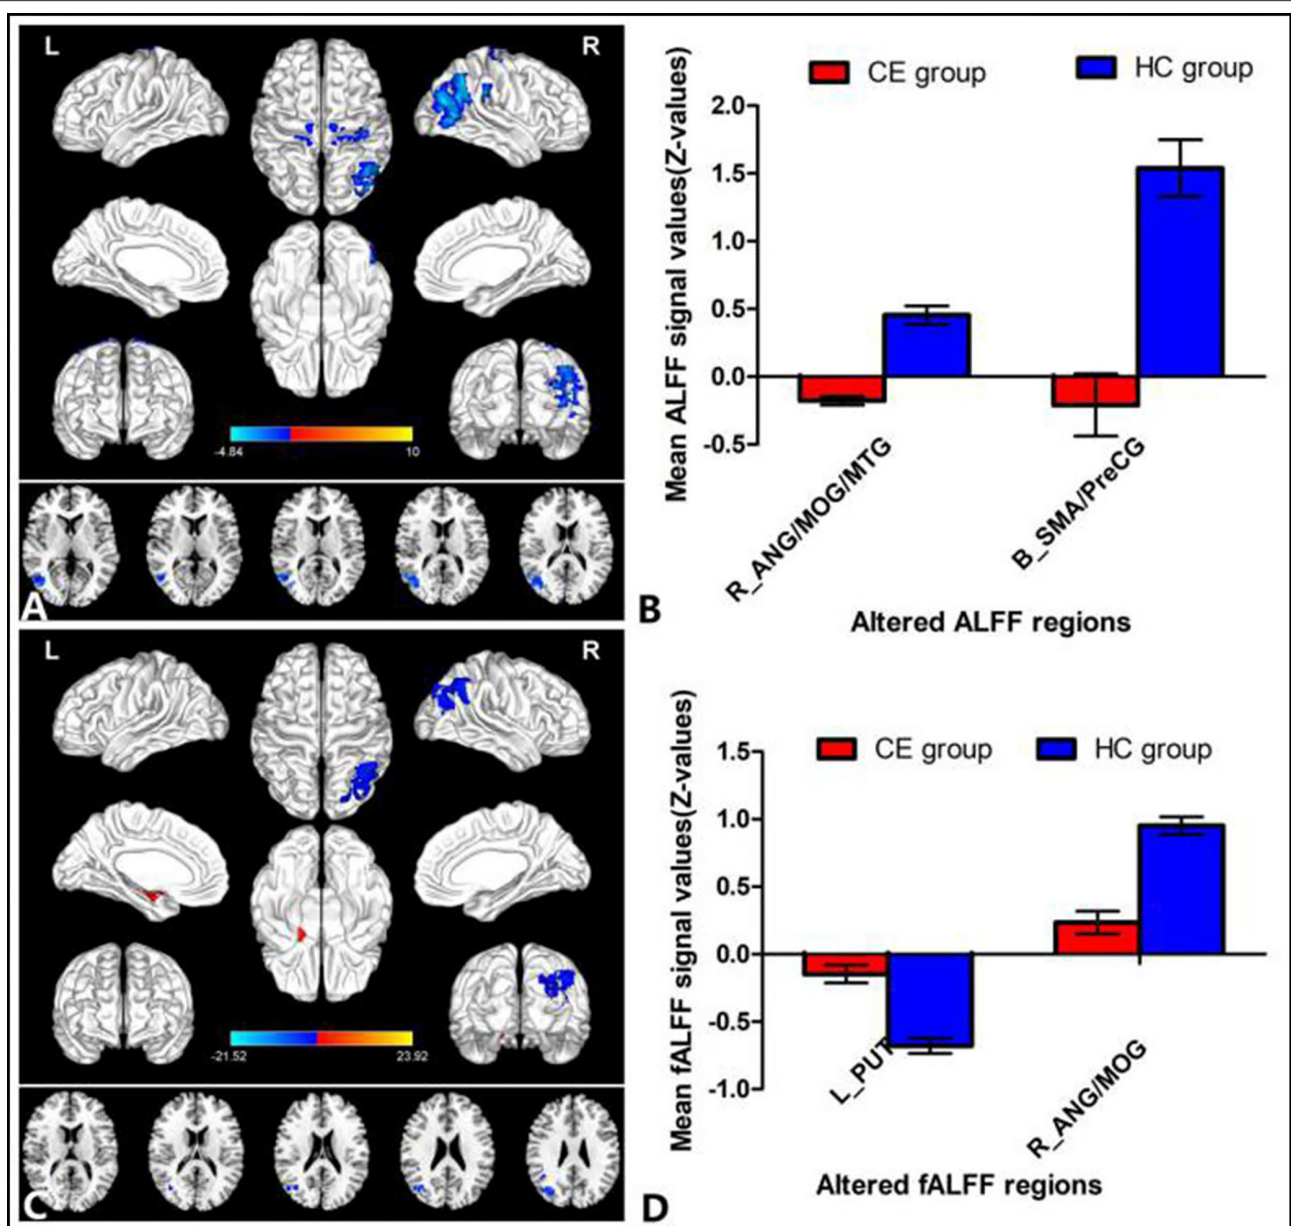 L R
-4.84 10
A
CE group HC group
Mean ALFF signal values(Z-values)
2.0
1.5
1.0
0.5
0.0
-0.5
R_ANG/MOG/MTG
B_SMA/PreCG
Altered ALFF regions
B
L R
-21.52 23.92
C
CE group HC group
Mean fALFF signal values(Z-values)
1.5
1.0
0.5
0.0
-0.5
-1.0
L_PUT
R_ANG/MOG
Altered fALFF regions
D